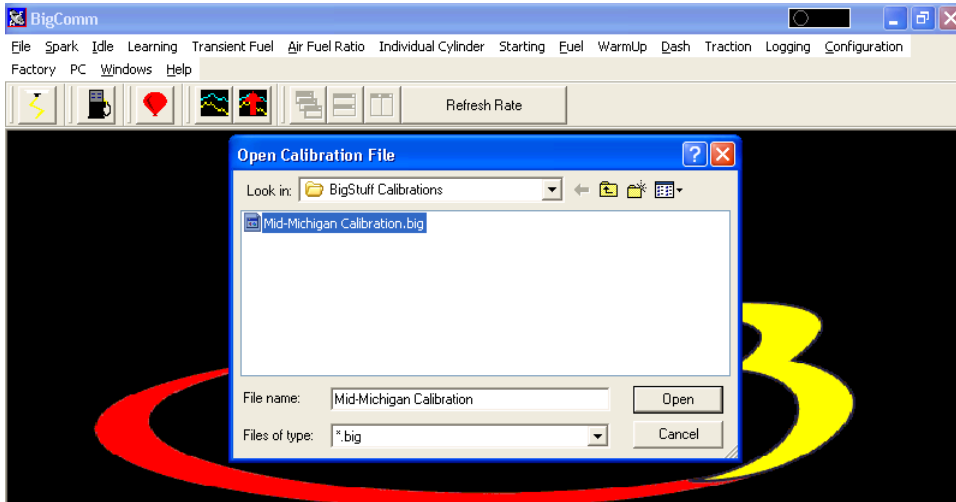 BigComm
File Spark Idle Learning Transient Fuel Air Fuel Ratio Individual Cylinder Starting Fuel WarmUp Dash Traction Logging Configuration
Factory PC Windows Help
Refresh Rate
Open Calibration File
Look in: BigStuff Calibrations
Mid-Michigan Calibration.big
File name: Mid-Michigan Calibration Open
Files of type: *.big Cancel